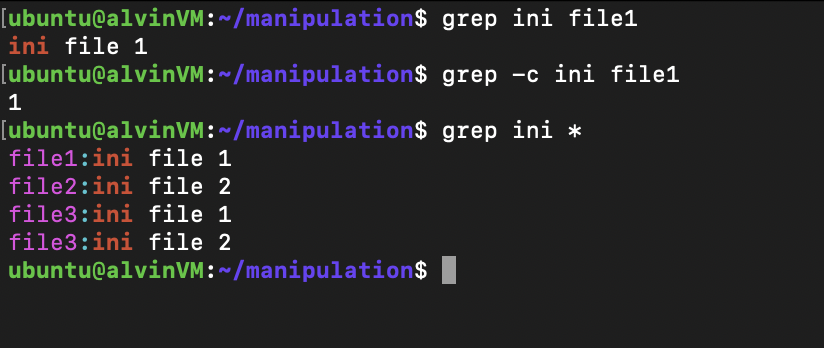 [ubuntu@alvinVM:~/manipulation$ grep ini file1
ini file 1
[ubuntu@alvinVM:~/manipulation$ grep -c ini file1
1
[ubuntu@alvinVM:~/manipulation$ grep ini *
file1:ini file 1
file2:ini file 2
file3:ini file 1
file3:ini file 2
ubuntu@alvinVM:~/manipulation$